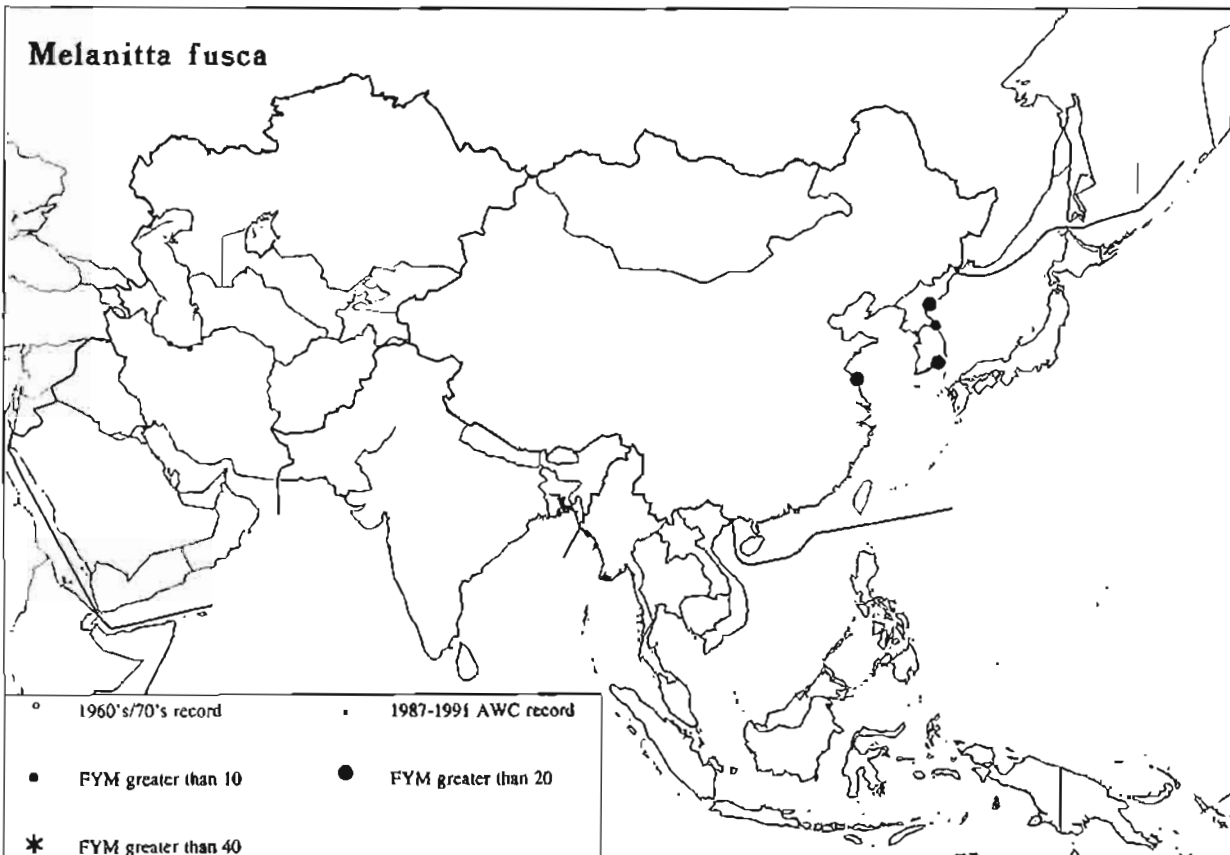 Melanitta fusca
1960's/70's record
1987-1991 AWC record
FYM greater than 10
FYM greater than 20
FYM greater than 40